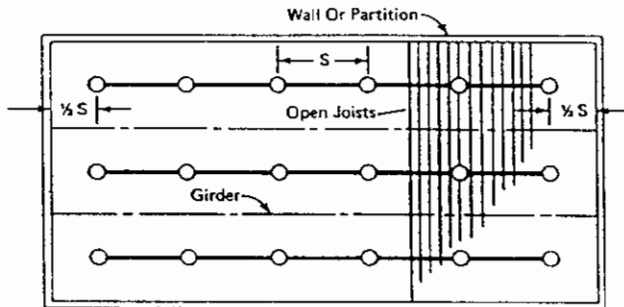 Wall Or Partition
S
½ S
Open Joists
½ S
Girder